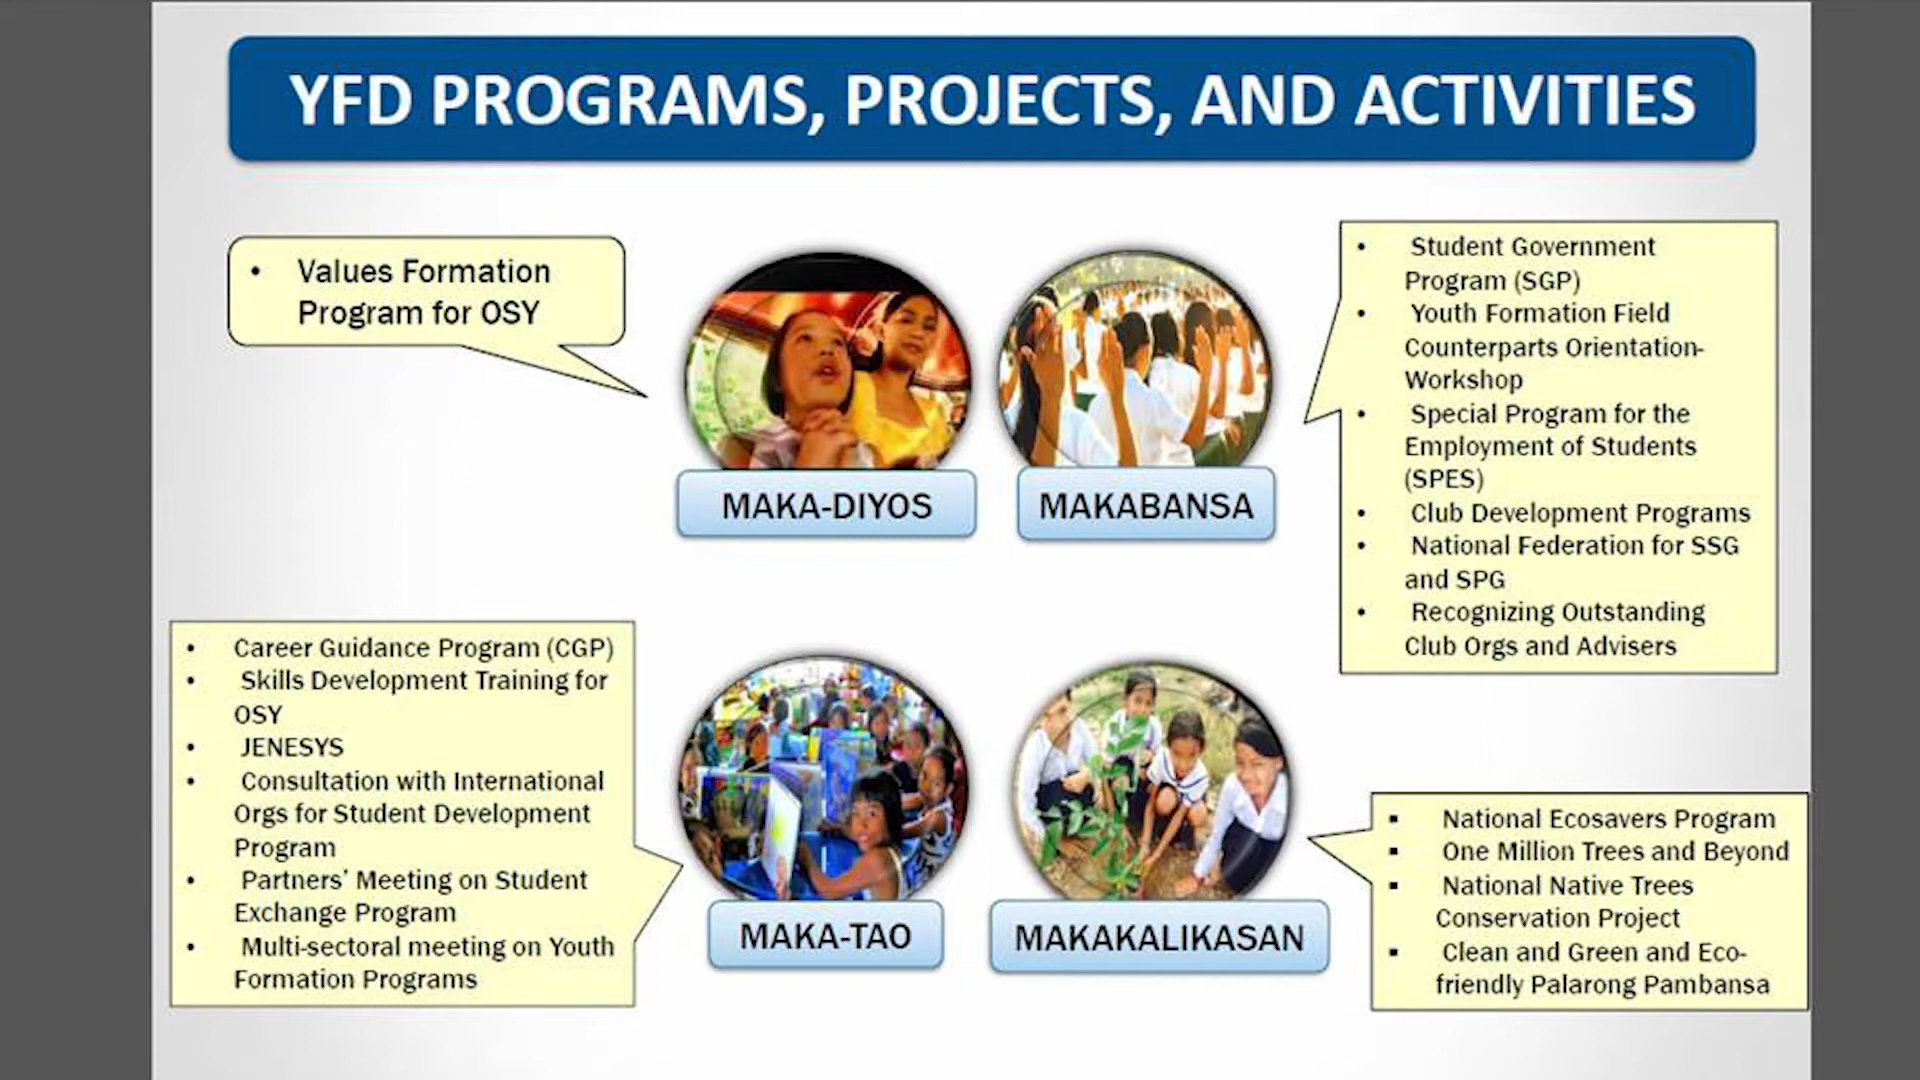 YFD PROGRAMS, PROJECTS, AND ACTIVITIES
• Values Formation
Program for OSY
MAKA-DIYOS
MAKABANSA
• Student Government
Program (SGP)
• Youth Formation Field
Counterparts Orientation-
Workshop
• Special Program for the
Employment of Students
(SPES)
• Club Development Programs
• National Federation for SSG
and SPG
• Recognizing Outstanding
Club Orgs and Advisers
• Career Guidance Program (CGP)
• Skills Development Training for
OSY
• JENESYS
• Consultation with International
Orgs for Student Development
Program
• Partners' Meeting on Student
Exchange Program
• Multi-sectoral meeting on Youth
Formation Programs
MAKA-TAO
MAKAKALIKASAN
▪ National Ecosavers Program
▪ One Million Trees and Beyond
▪ National Native Trees
Conservation Project
▪ Clean and Green and Eco-
friendly Palarong Pambansa